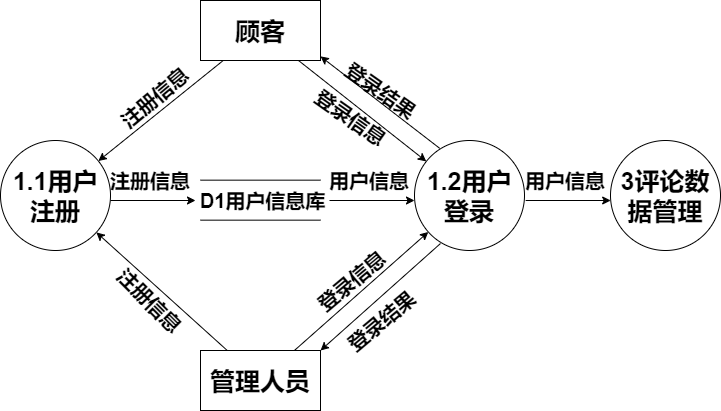 顾客
注册信息
登录结果
登录信息
1.1用户
注册
注册信息
D1用户信息库
用户信息
1.2用户
登录
用户信息
3评论数
据管理
注册信息
登录信息
登录结果
管理人员